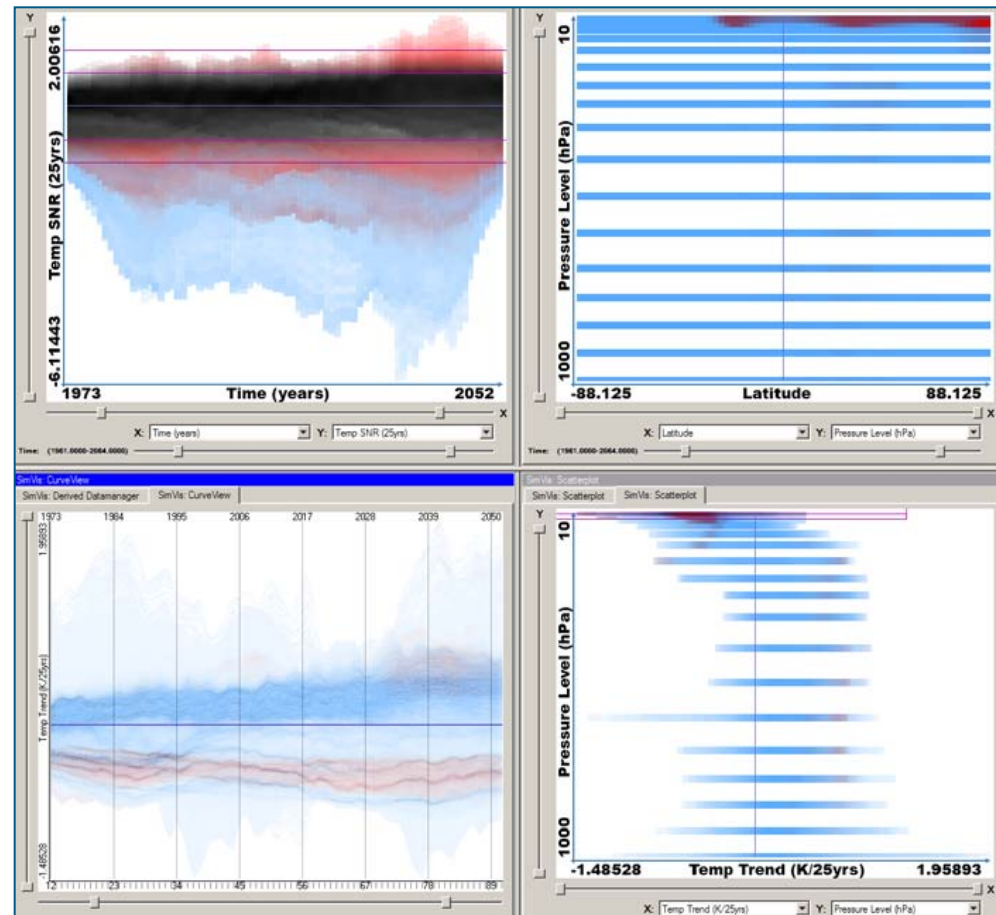 Y
2.00616
Temp SNR (25yrs)
-6.11443
1973 Time (years) 2052
X
X: Time (years) Y: Temp SNR (25yrs)
Time: (1961.0000-2064.0000)
Y
10
Pressure Level (hPa)
1000
-88.125 Latitude 88.125
X
X: Latitude Y: Pressure Level (hPa)
Time: (1961.0000-2064.0000)
SimVis: CurveView
SimVis: Derived Datamanager SimVis: CurveView
1973 1984 1995 2006 2017 2028 2039 2050
1.95893
Temp Trend (K/25yrs)
-1.48528
12 23 34 45 56 67 78 89
SimVis: Scatterplot
SimVis: Scatterplot SimVis: Scatterplot
Y
10
Pressure Level (hPa)
1000
-1.48528 Temp Trend (K/25yrs) 1.95893
X
X: Temp Trend (K/25yrs) Y: Pressure Level (hPa)